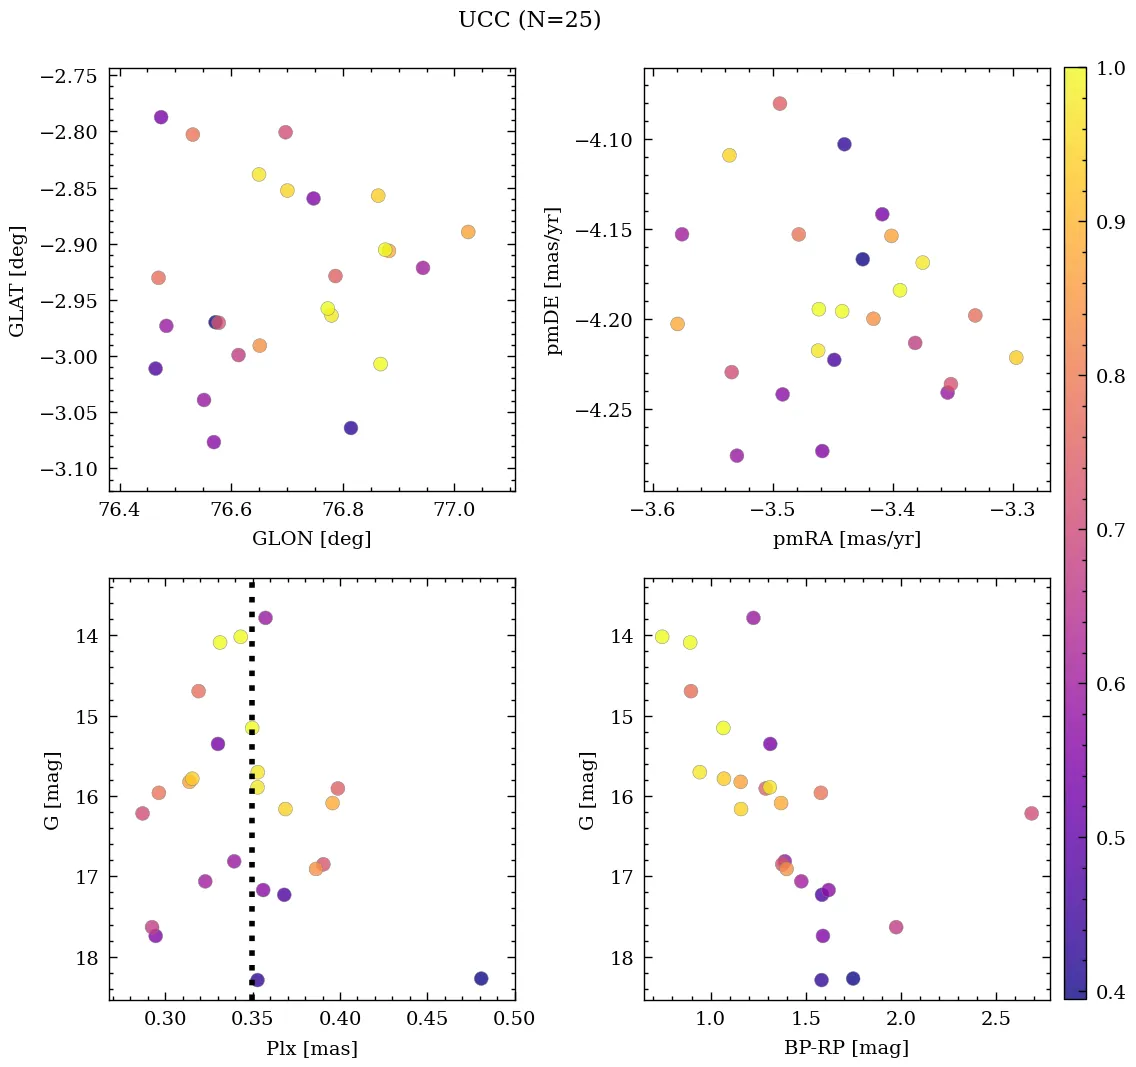 UCC (N=25)
−2.75
−2.80
−2.85
−2.90
−2.95
−3.00
−3.05
−3.10
GLAT [deg]
76.4 76.6 76.8 77.0
GLON [deg]
−4.10
−4.15
−4.20
−4.25
pmDE [mas/yr]
−3.6 −3.5 −3.4 −3.3
pmRA [mas/yr]
14
15
16
17
18
G [mag]
0.30 0.35 0.40 0.45 0.50
Plx [mas]
14
15
16
17
18
G [mag]
1.0 1.5 2.0 2.5
BP-RP [mag]
1.0
0.9
0.8
0.7
0.6
0.5
0.4